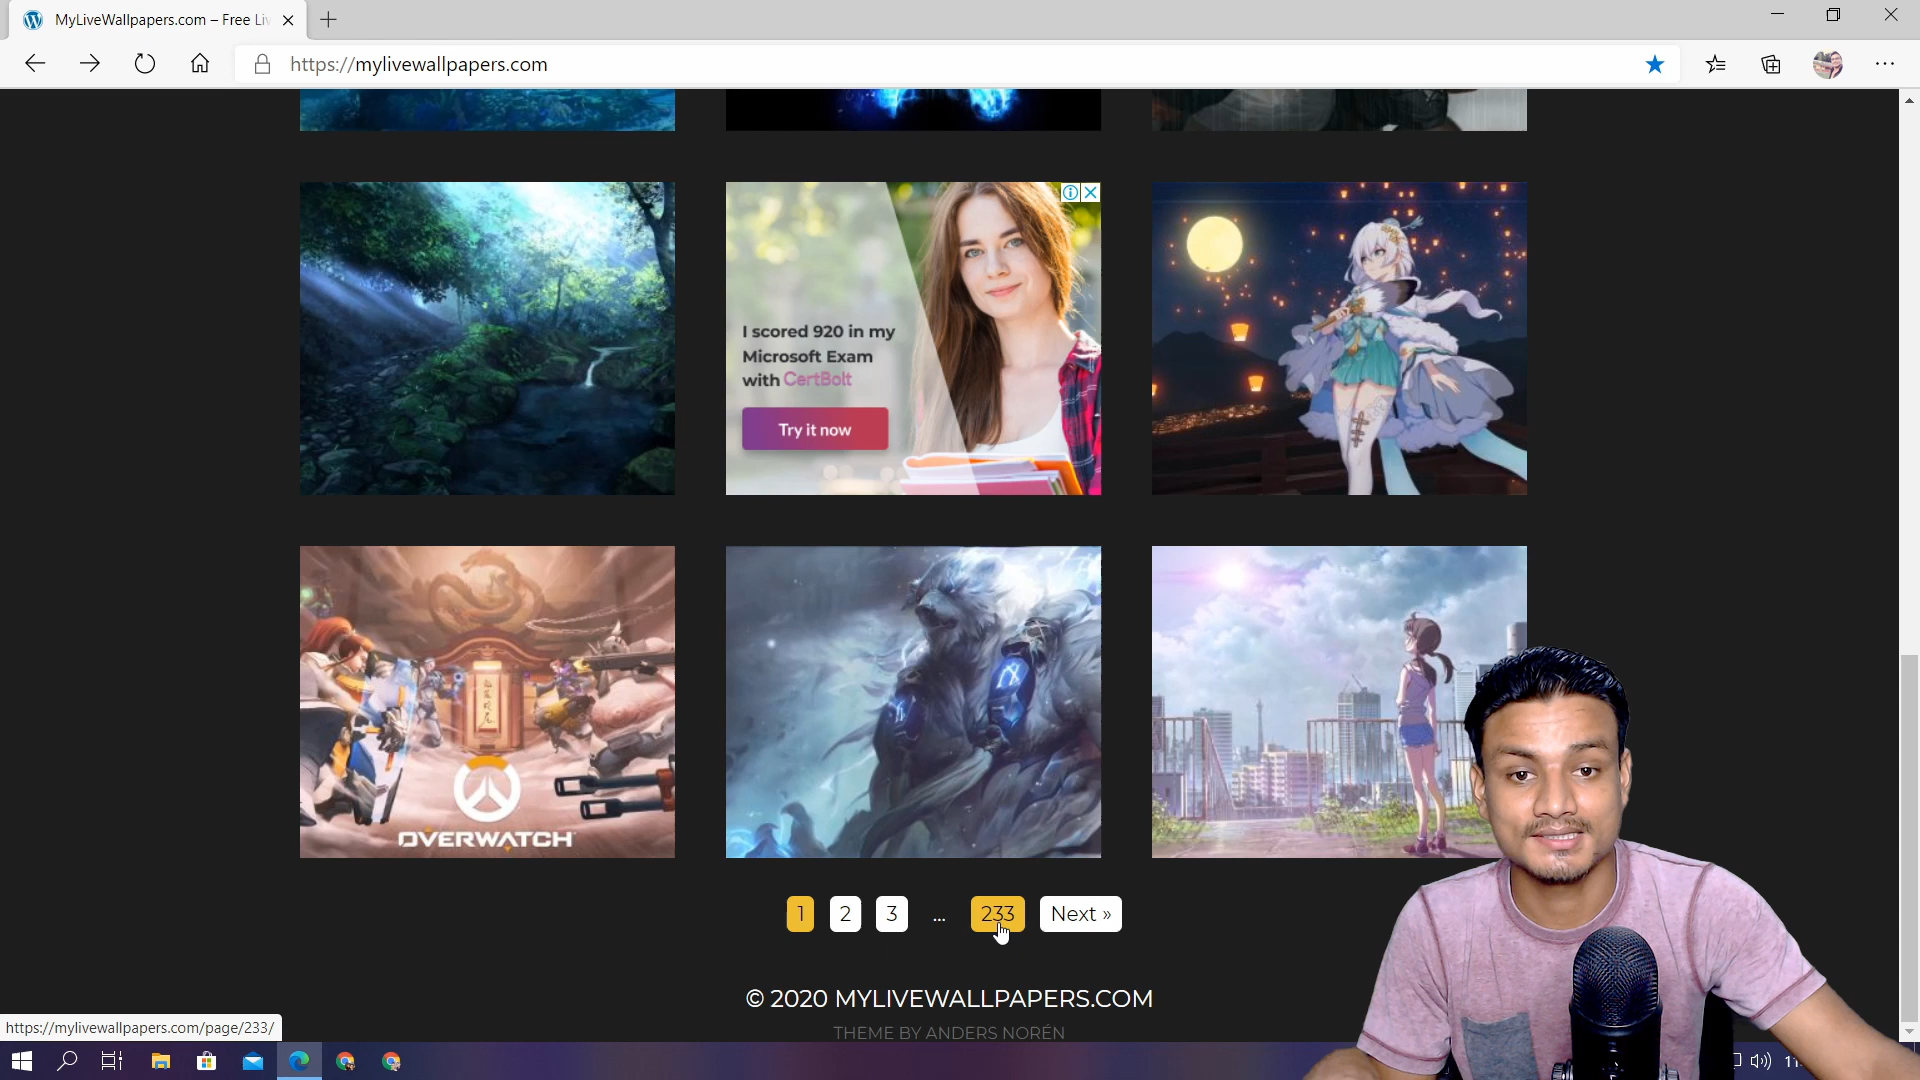 MyLiveWallpapers.com – Free Liv
https://mylivewallpapers.com
I scored 920 in my
Microsoft Exam
with CertBolt
Try it now
OVERWATCH
1 2 3 ... 233 Next »
© 2020 MYLIVEWALLPAPERS.COM
THEME BY ANDERS NORÉN
https://mylivewallpapers.com/page/233/